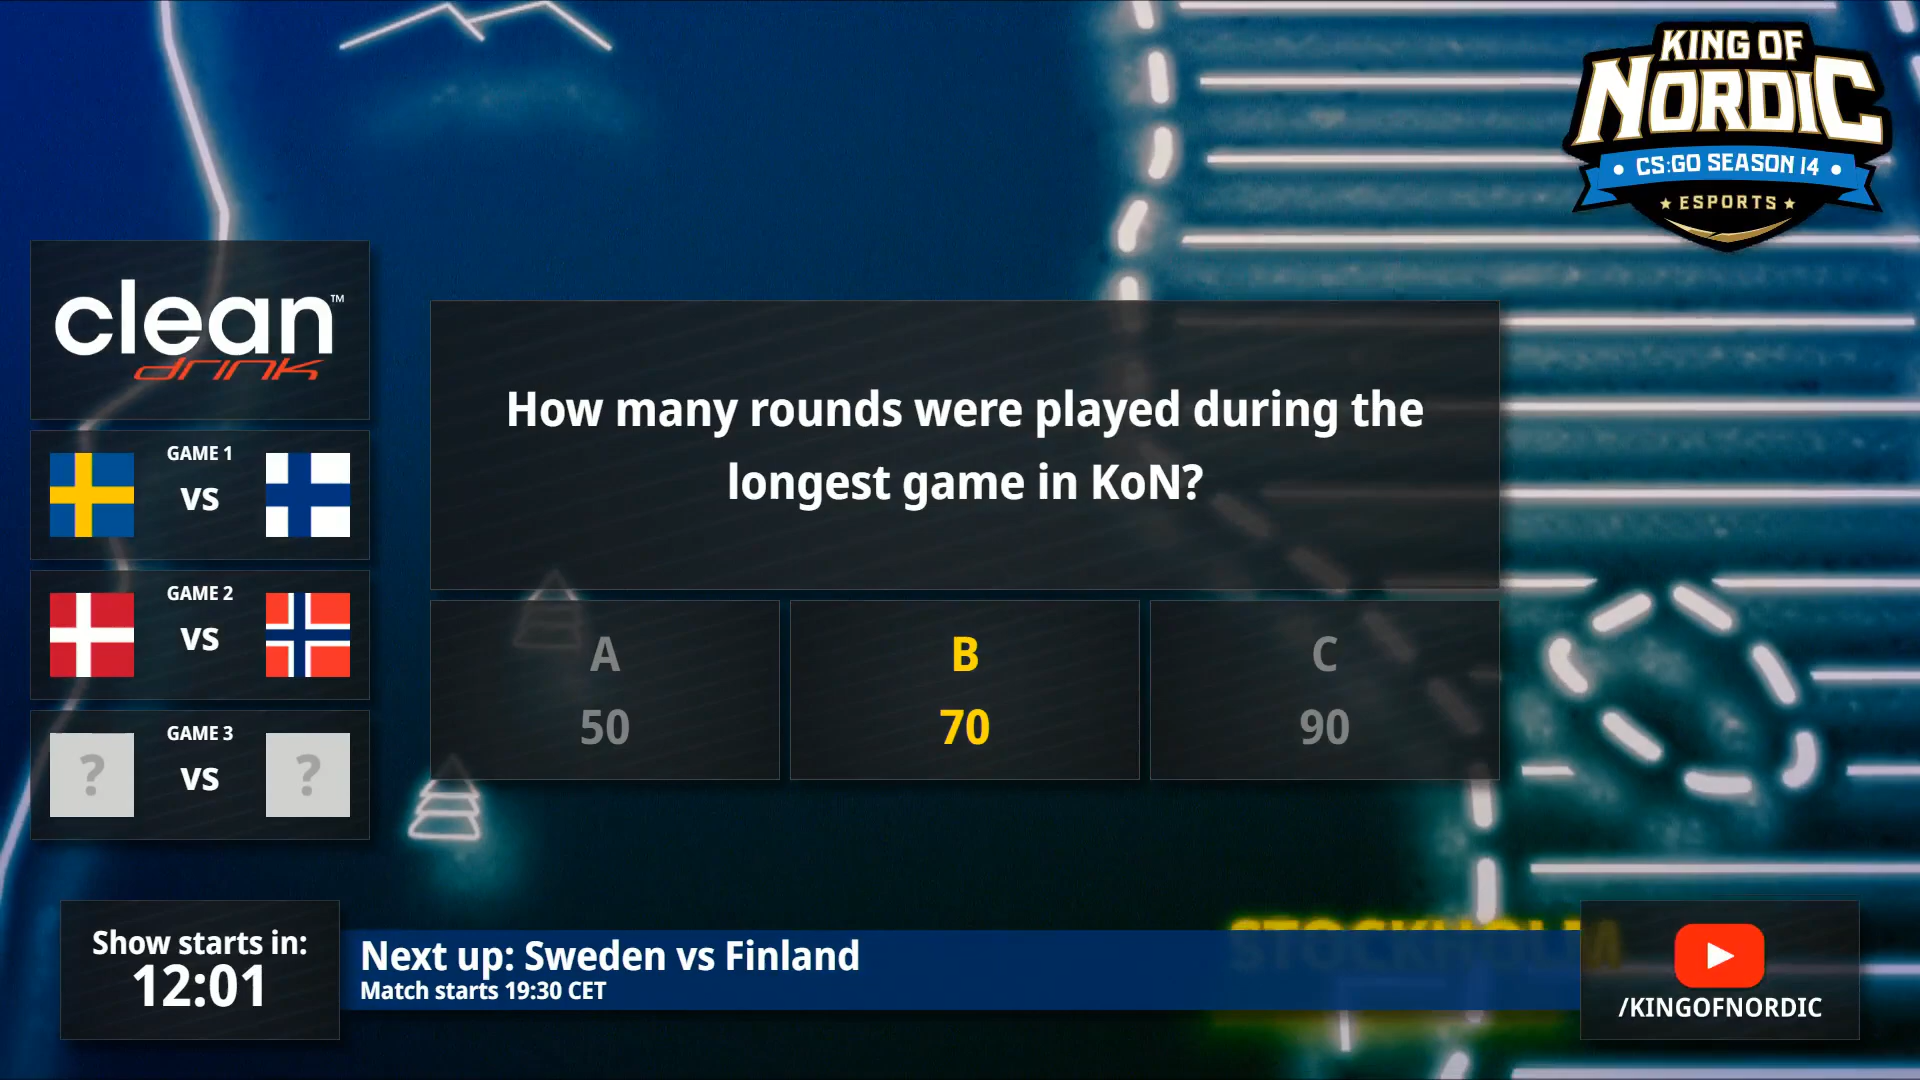 KING OF
NORDIC
CS:GO SEASON 14
ESPORTS
clean™
drink
GAME 1
VS
GAME 2
VS
GAME 3
? VS ?
How many rounds were played during the
longest game in KoN?
A
50
B
70
C
90
STOCKHOLM
Show starts in:
12:01
Next up: Sweden vs Finland
Match starts 19:30 CET
/KINGOFNORDIC